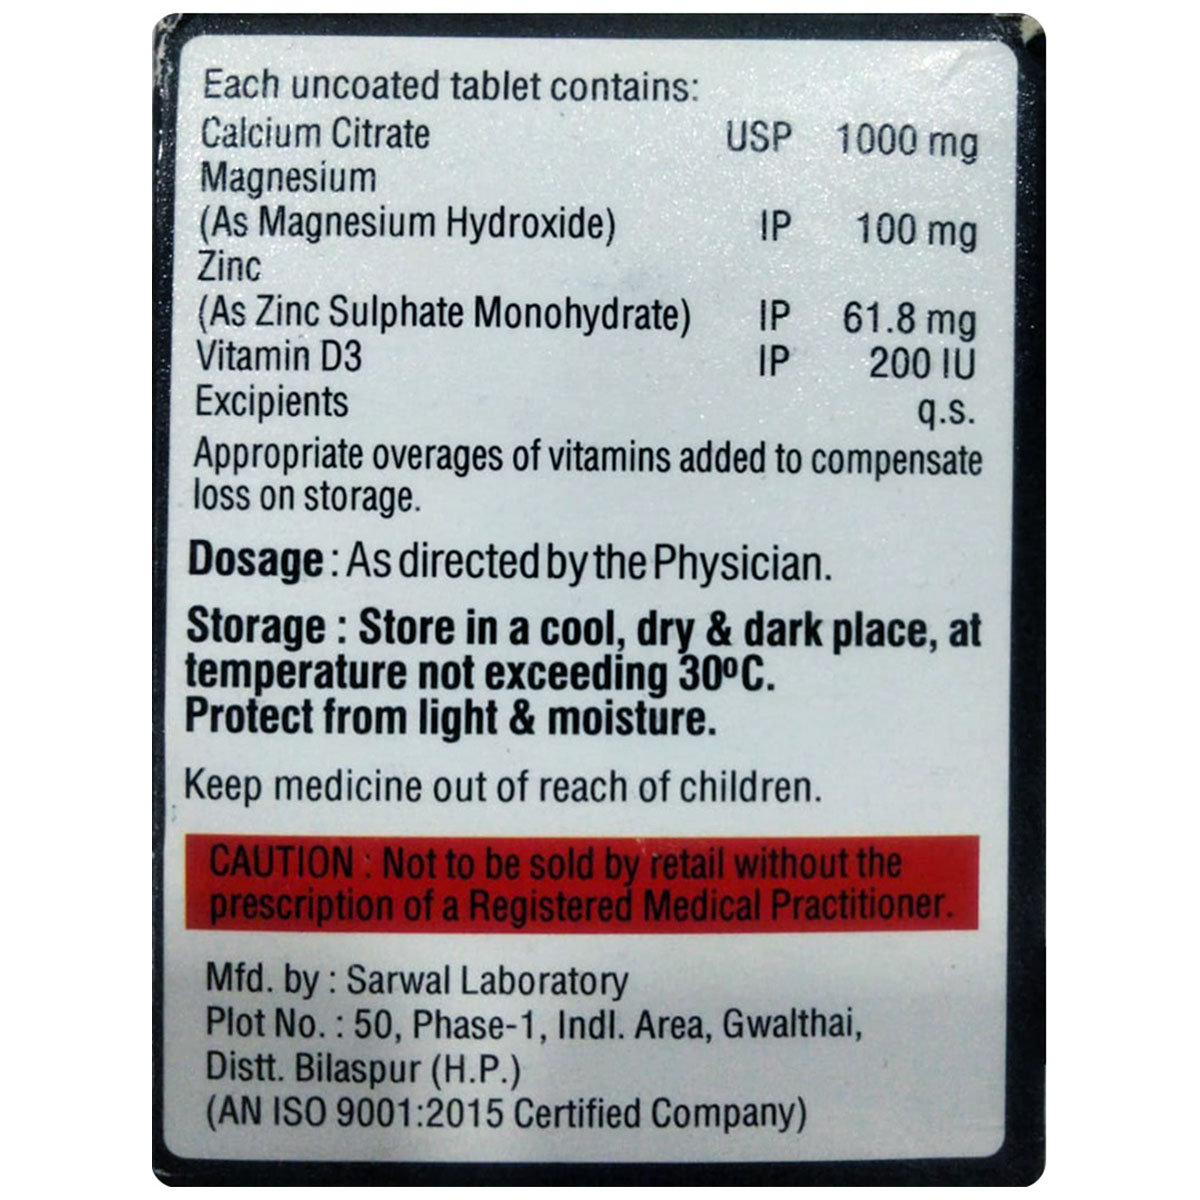 Each uncoated tablet contains:
Calcium Citrate USP 1000 mg
Magnesium
(As Magnesium Hydroxide) IP 100 mg
Zinc
(As Zinc Sulphate Monohydrate) IP 61.8 mg
Vitamin D3 IP 200 IU
Excipients q.s.
Appropriate overages of vitamins added to compensate
loss on storage.
Dosage : As directed by the Physician.
Storage : Store in a cool, dry & dark place, at
temperature not exceeding 30ºC.
Protect from light & moisture.
Keep medicine out of reach of children.
CAUTION : Not to be sold by retail without the
prescription of a Registered Medical Practitioner.
Mfd. by : Sarwal Laboratory
Plot No. : 50, Phase-1, Indl. Area, Gwalthai,
Distt. Bilaspur (H.P.)
(AN ISO 9001:2015 Certified Company)